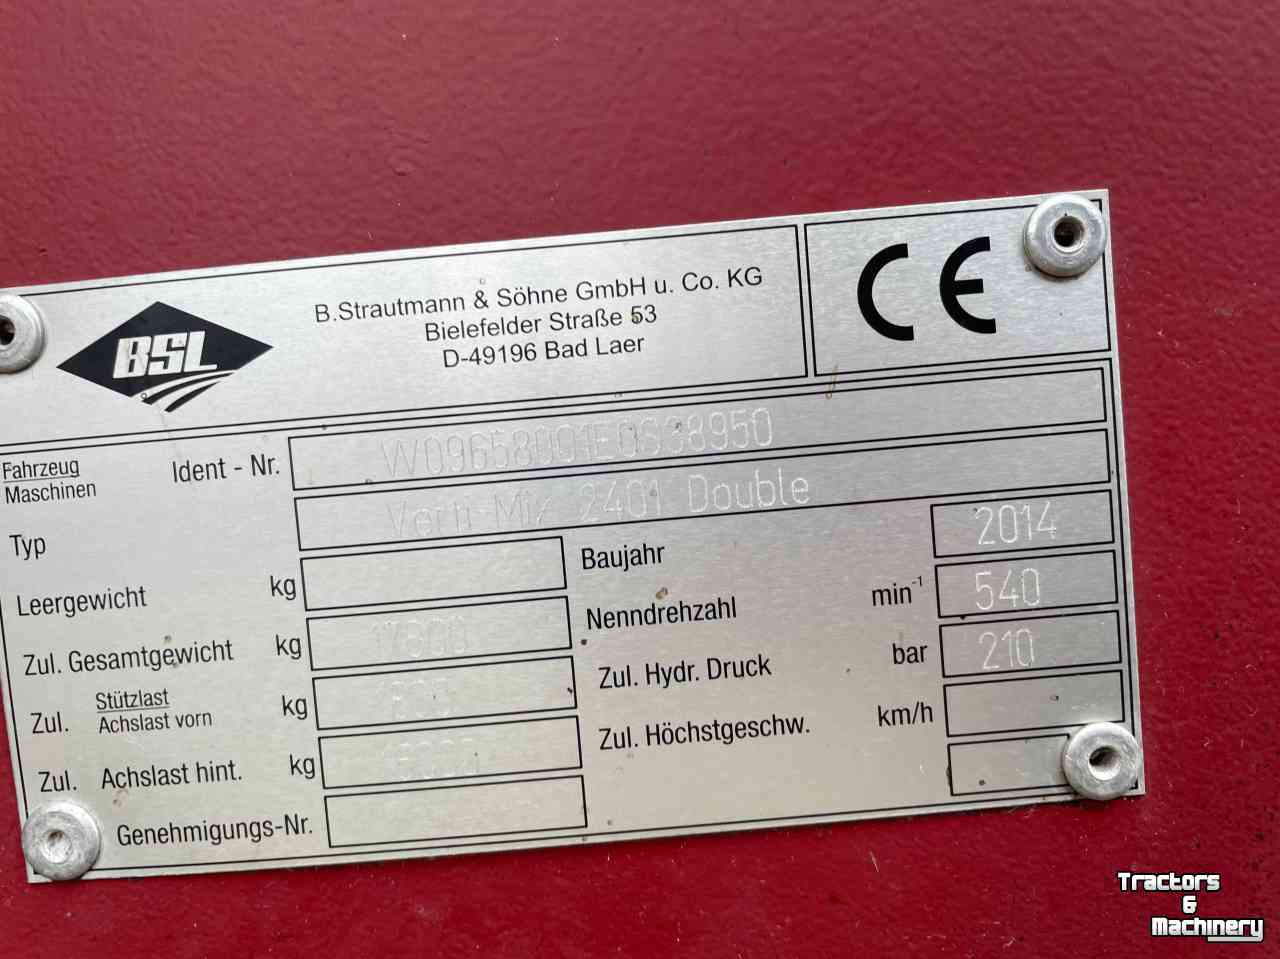 BSL
B.Strautmann & Söhne GmbH u. Co. KG
Bielefelder Straße 53
D-49196 Bad Laer
CE
Fahrzeug
Maschinen
Ident - Nr. W09658001E0S38950
Typ Verti-Mix 2401 Double
Leergewicht kg
Baujahr 2014
Zul. Gesamtgewicht kg 17800
Nenndrehzahl min⁻¹ 540
Zul. Stützlast
Achslast vorn kg
Zul. Hydr. Druck bar 210
Zul. Achslast hint. kg
Zul. Höchstgeschw. km/h
Genehmigungs-Nr.
Tractors
&
Machinery